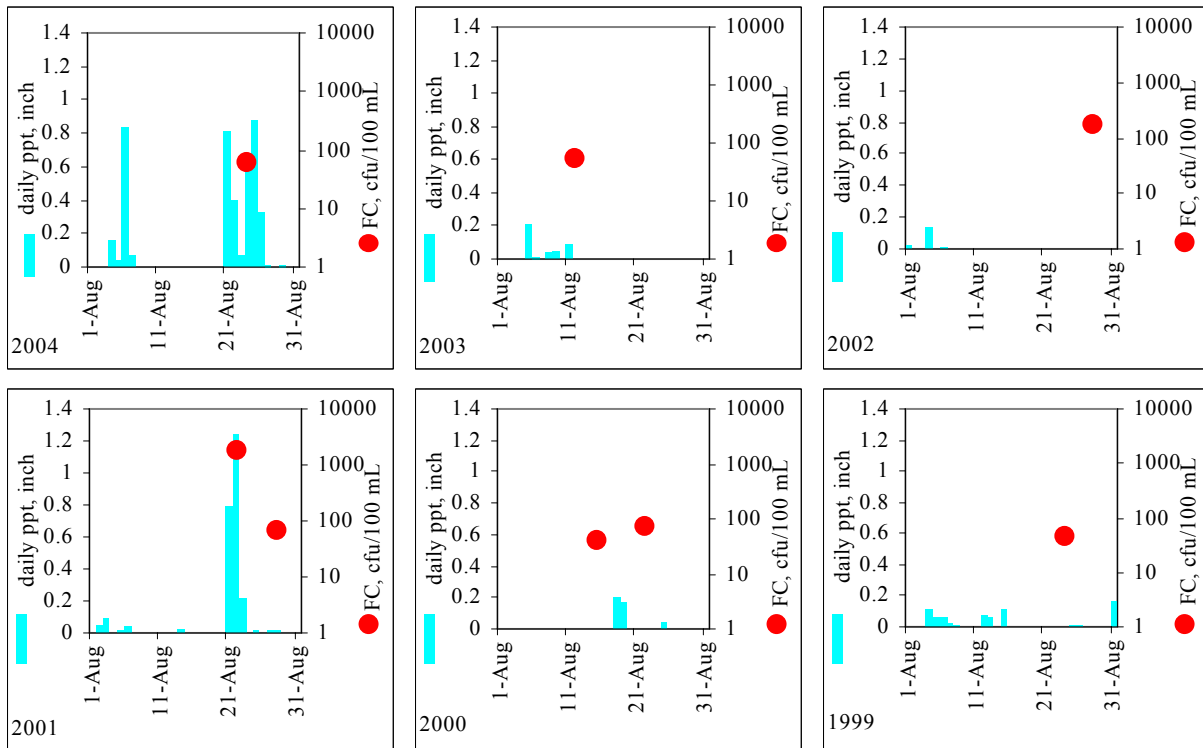 1.4
1.2
1
0.8
0.6
0.4
0.2
0
daily ppt, inch
10000
1000
100
10
1
FC, cfu/100 mL
1-Aug
11-Aug
21-Aug
31-Aug
2004
1.4
1.2
1
0.8
0.6
0.4
0.2
0
daily ppt, inch
10000
1000
100
10
1
FC, cfu/100 mL
1-Aug
11-Aug
21-Aug
31-Aug
2003
1.4
1.2
1
0.8
0.6
0.4
0.2
0
daily ppt, inch
10000
1000
100
10
1
FC, cfu/100 mL
1-Aug
11-Aug
21-Aug
31-Aug
2002
1.4
1.2
1
0.8
0.6
0.4
0.2
0
daily ppt, inch
10000
1000
100
10
1
FC, cfu/100 mL
1-Aug
11-Aug
21-Aug
31-Aug
2001
1.4
1.2
1
0.8
0.6
0.4
0.2
0
daily ppt, inch
10000
1000
100
10
1
FC, cfu/100 mL
1-Aug
11-Aug
21-Aug
31-Aug
2000
1.4
1.2
1
0.8
0.6
0.4
0.2
0
daily ppt, inch
10000
1000
100
10
1
FC, cfu/100 mL
1-Aug
11-Aug
21-Aug
31-Aug
1999